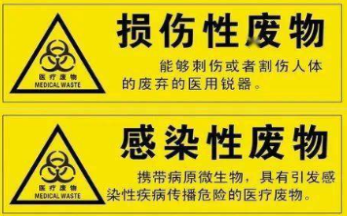 损伤性废物
能够刺伤或者割伤人体
的废弃的医用锐器。
医疗废物
MEDICAL WASTE
感染性废物
携带病原微生物，具有引发感
染性疾病传播危险的医疗废物。
医疗废物
MEDICAL WASTE